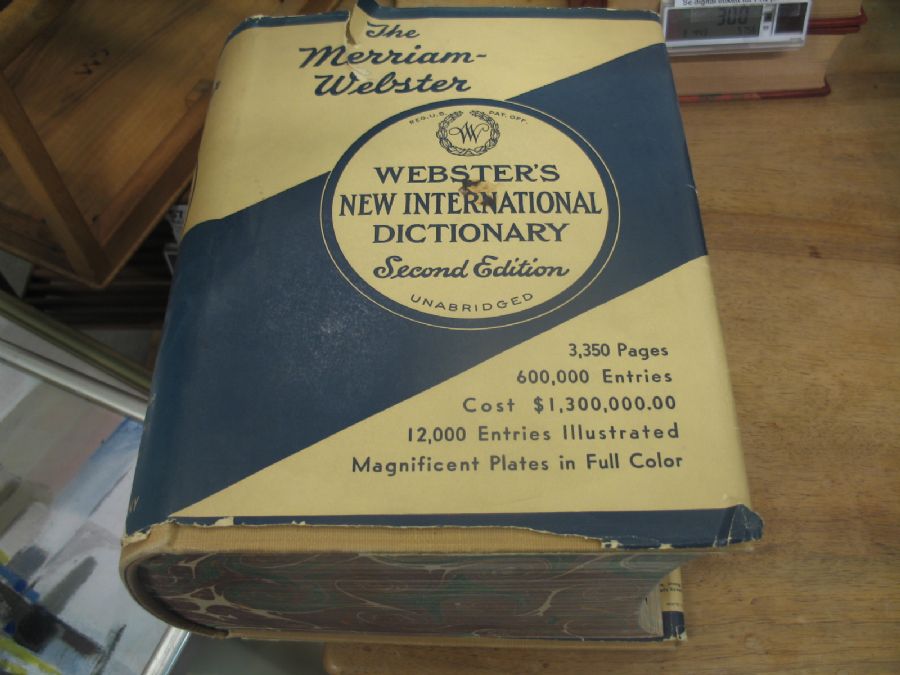 The
Merriam-
Webster
REG. U.S. PAT. OFF.
W
WEBSTER'S
NEW INTERNATIONAL
DICTIONARY
Second Edition
UNABRIDGED
3,350 Pages
600,000 Entries
Cost $1,300,000.00
12,000 Entries Illustrated
Magnificent Plates in Full Color
300